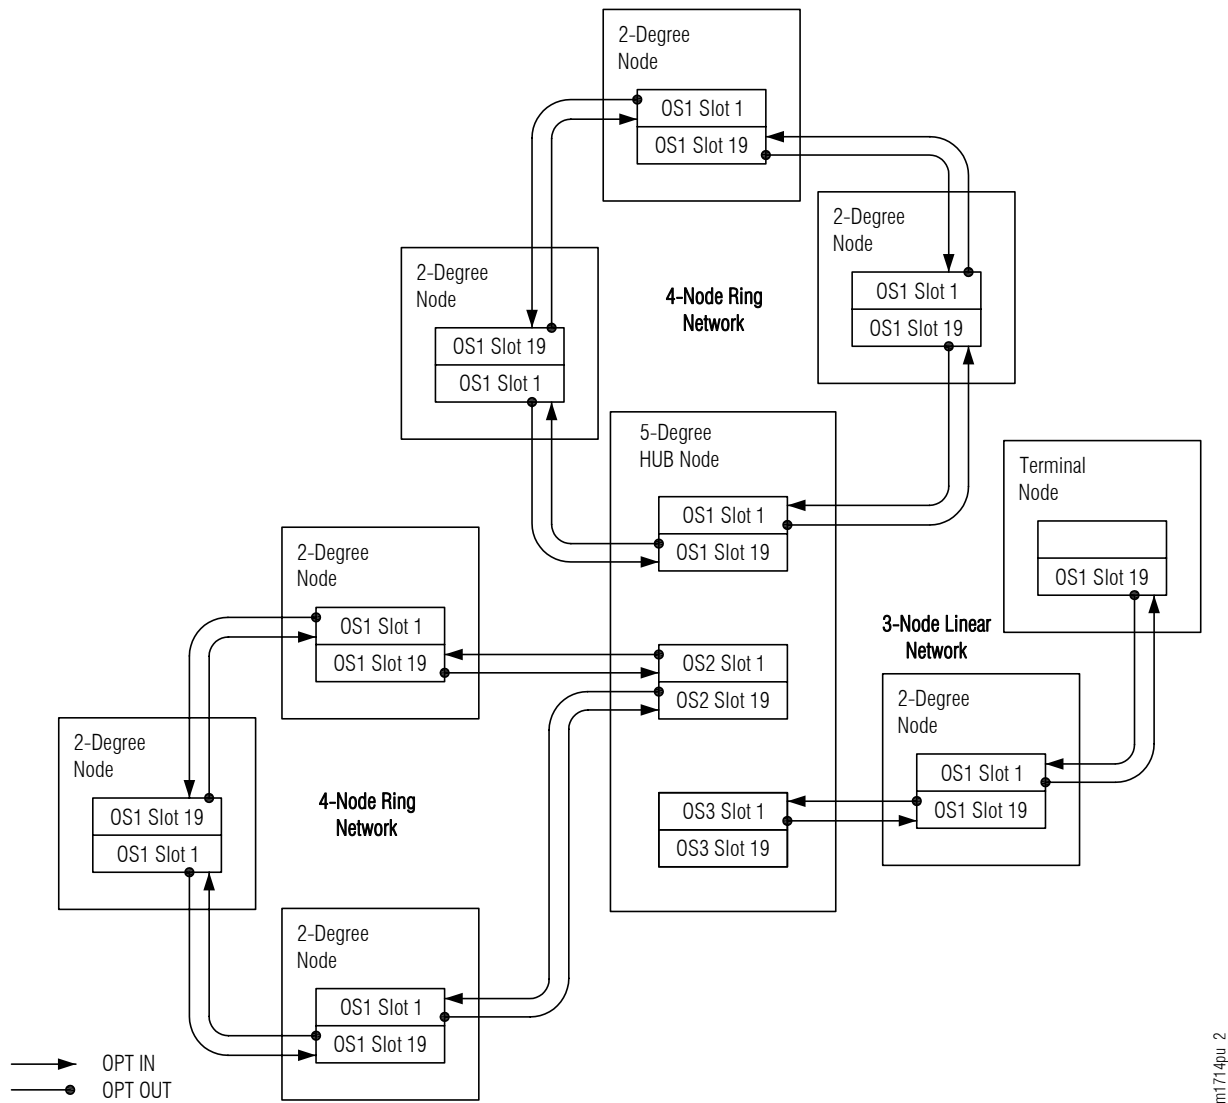 2-Degree
Node
OS1 Slot 1
OS1 Slot 19
2-Degree
Node
OS1 Slot 1
OS1 Slot 19
2-Degree
Node
OS1 Slot 19
OS1 Slot 1
4-Node Ring
Network
5-Degree
HUB Node
OS1 Slot 1
OS1 Slot 19
OS2 Slot 1
OS2 Slot 19
OS3 Slot 1
OS3 Slot 19
Terminal
Node
OS1 Slot 19
3-Node Linear
Network
2-Degree
Node
OS1 Slot 1
OS1 Slot 19
2-Degree
Node
OS1 Slot 1
OS1 Slot 19
2-Degree
Node
OS1 Slot 19
OS1 Slot 1
4-Node Ring
Network
2-Degree
Node
OS1 Slot 1
OS1 Slot 19
OPT IN
OPT OUT
m1714pu_2